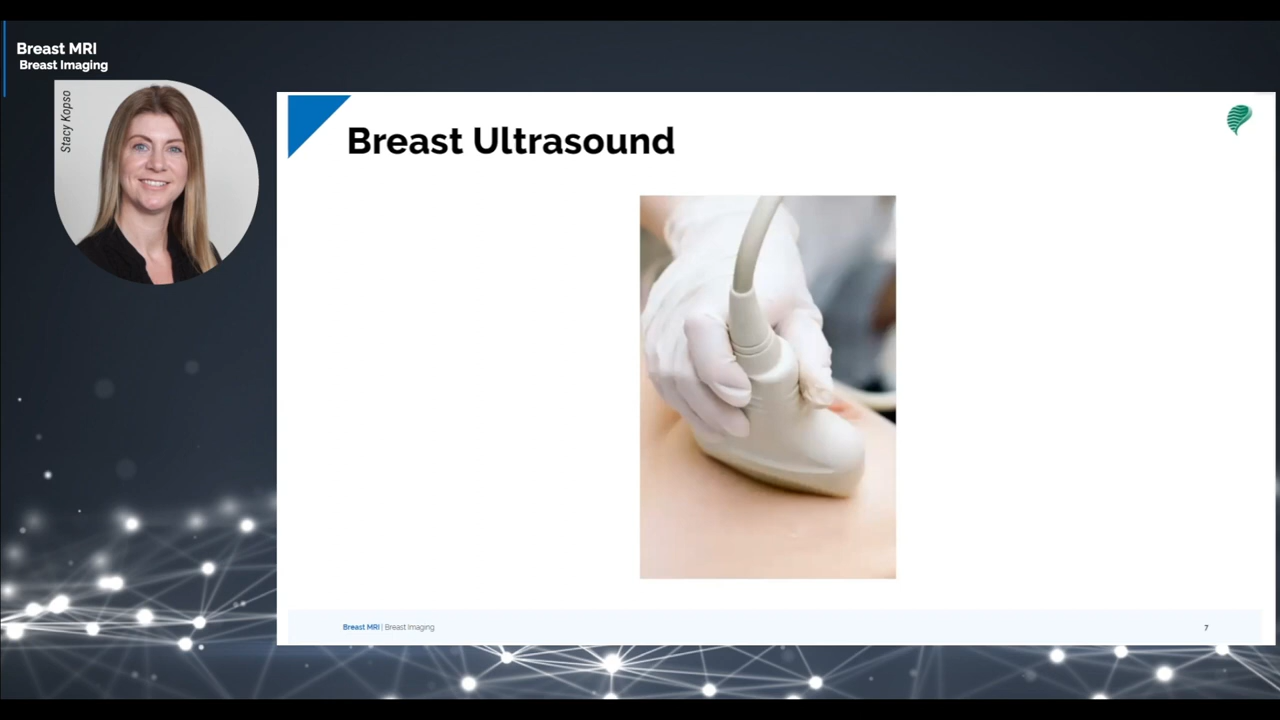 Breast MRI
Breast Imaging
Stacy Kopso
Breast Ultrasound
Breast MRI | Breast Imaging
7